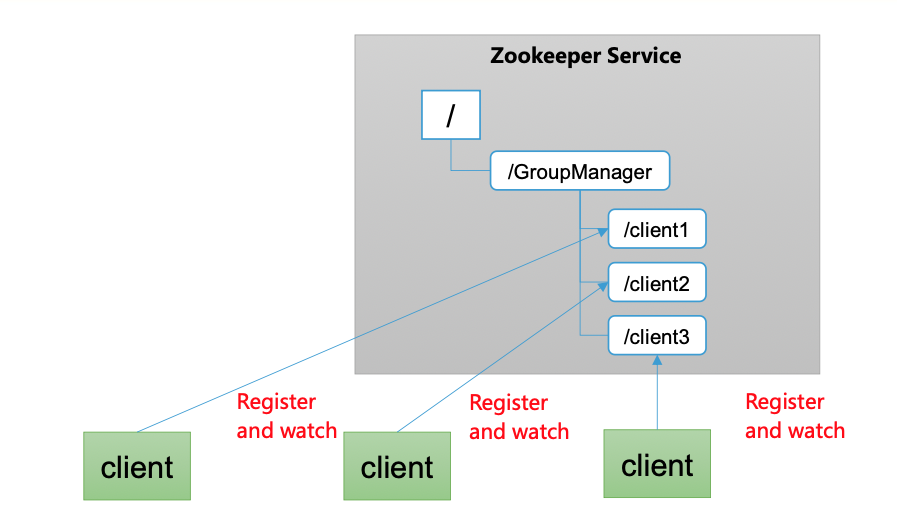 Zookeeper Service
/
/GroupManager
/client1
/client2
/client3
Register
and watch
Register
and watch
Register
and watch
client
client
client